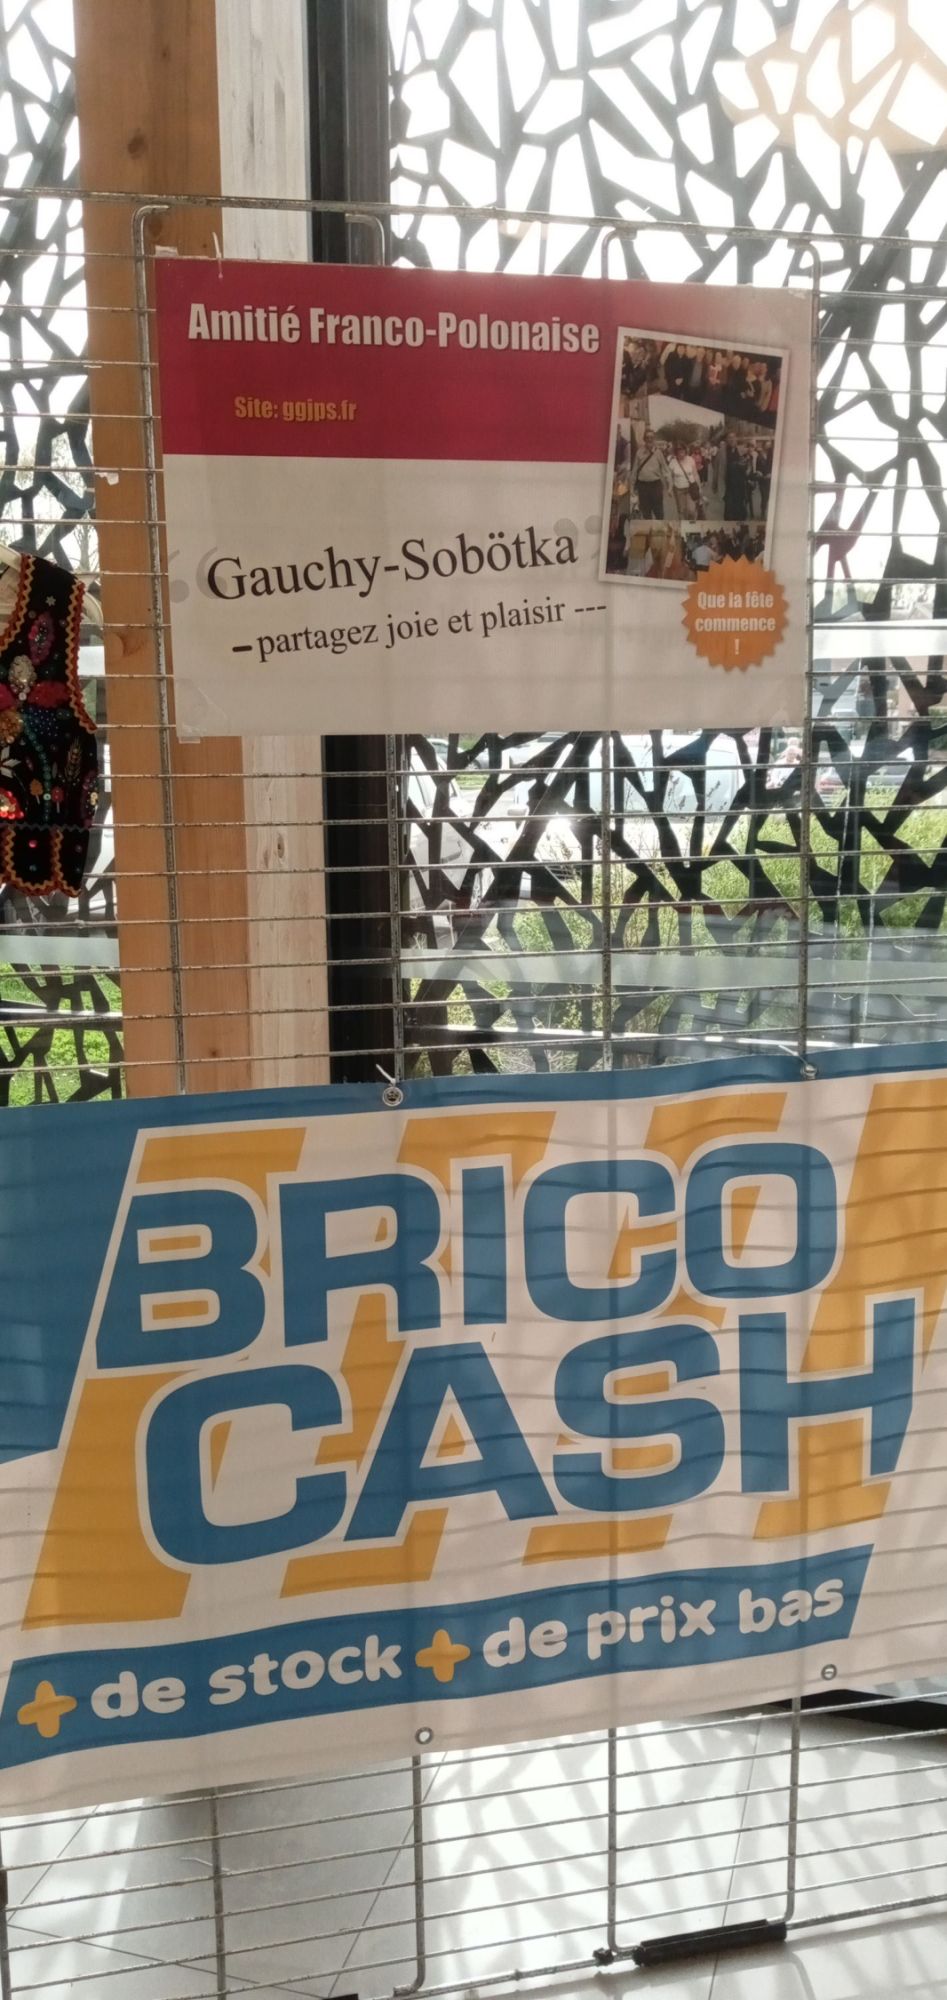 Amitié Franco-Polonaise
Site: ggjps.fr
Gauchy-Sobötka
– partagez joie et plaisir ---
Que la fête
commence
!
BRICO
CASH
+ de stock + de prix bas